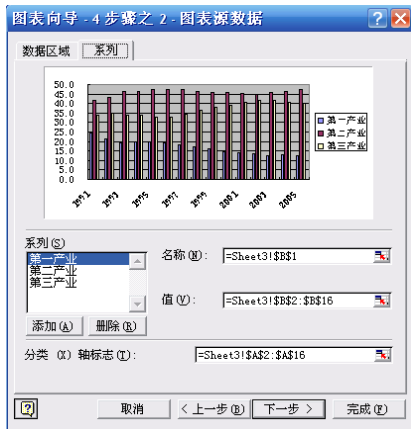 图表向导 - 4 步骤之 2 - 图表源数据
数据区域 系列
50.0
45.0
40.0
35.0
30.0
25.0
20.0
15.0
10.0
5.0
0.0
1991 1993 1995 1997 1999 2001 2003 2005
第一产业
第二产业
第三产业
系列(S)
第一产业
第二产业
第三产业
名称(N): =Sheet3!$B$1
值(V): =Sheet3!$B$2:$B$16
添加(A) 删除(R)
分类 (X) 轴标志(T): =Sheet3!$A$2:$A$16
取消 < 上一步(B) 下一步 > 完成(F)